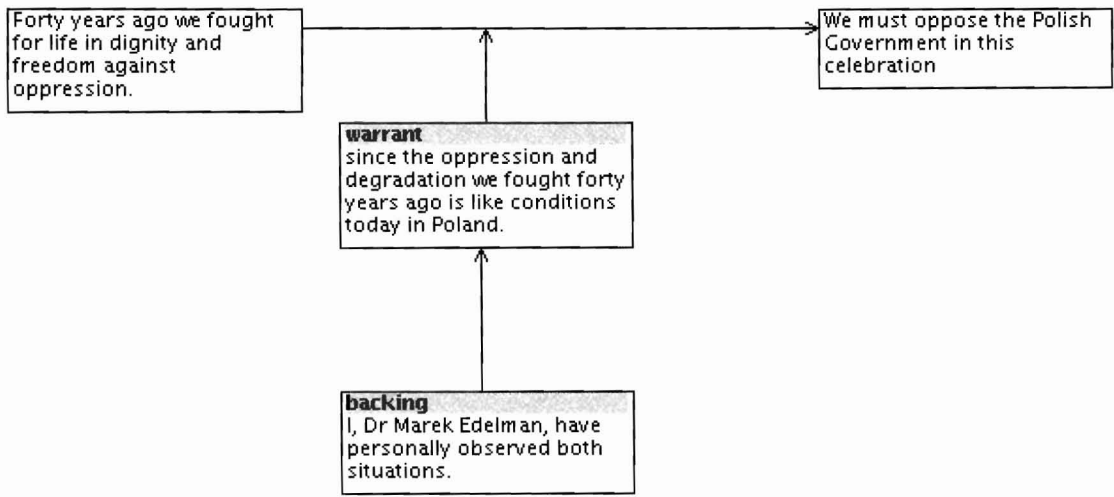 Forty years ago we fought
for life in dignity and
freedom against
oppression.
We must oppose the Polish
Government in this
celebration
warrant
since the oppression and
degradation we fought forty
years ago is like conditions
today in Poland.
backing
I, Dr Marek Edelman, have
personally observed both
situations.